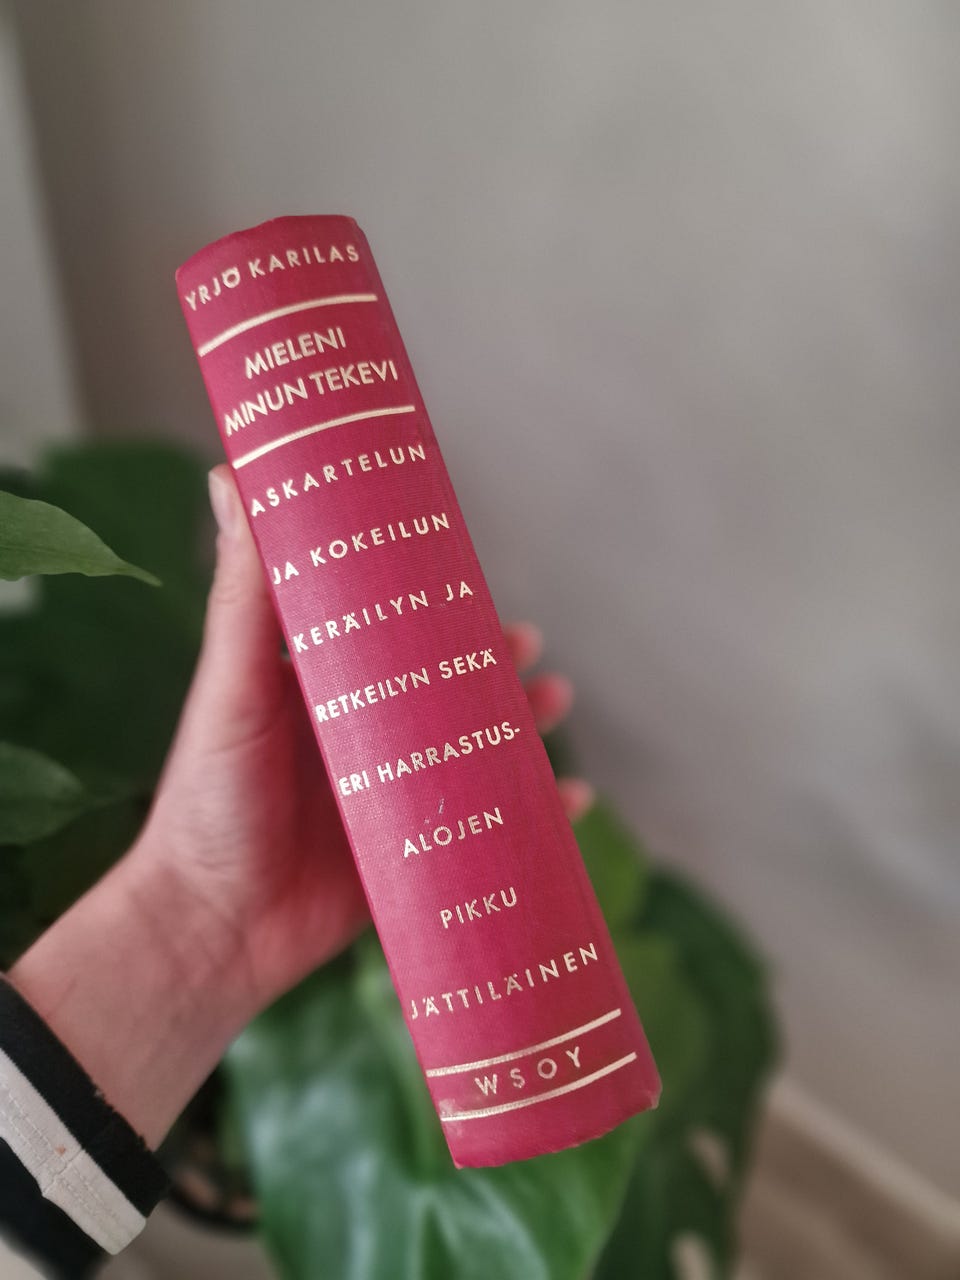 YRJÖ KARILAS
MIELENI
MINUN TEKEVI
ASKARTELUN
JA KOKEILUN
KERÄILYN JA
RETKEILYN SEKÄ
ERI HARRASTUS-
ALOJEN
PIKKU
JÄTTILÄINEN
WSOY